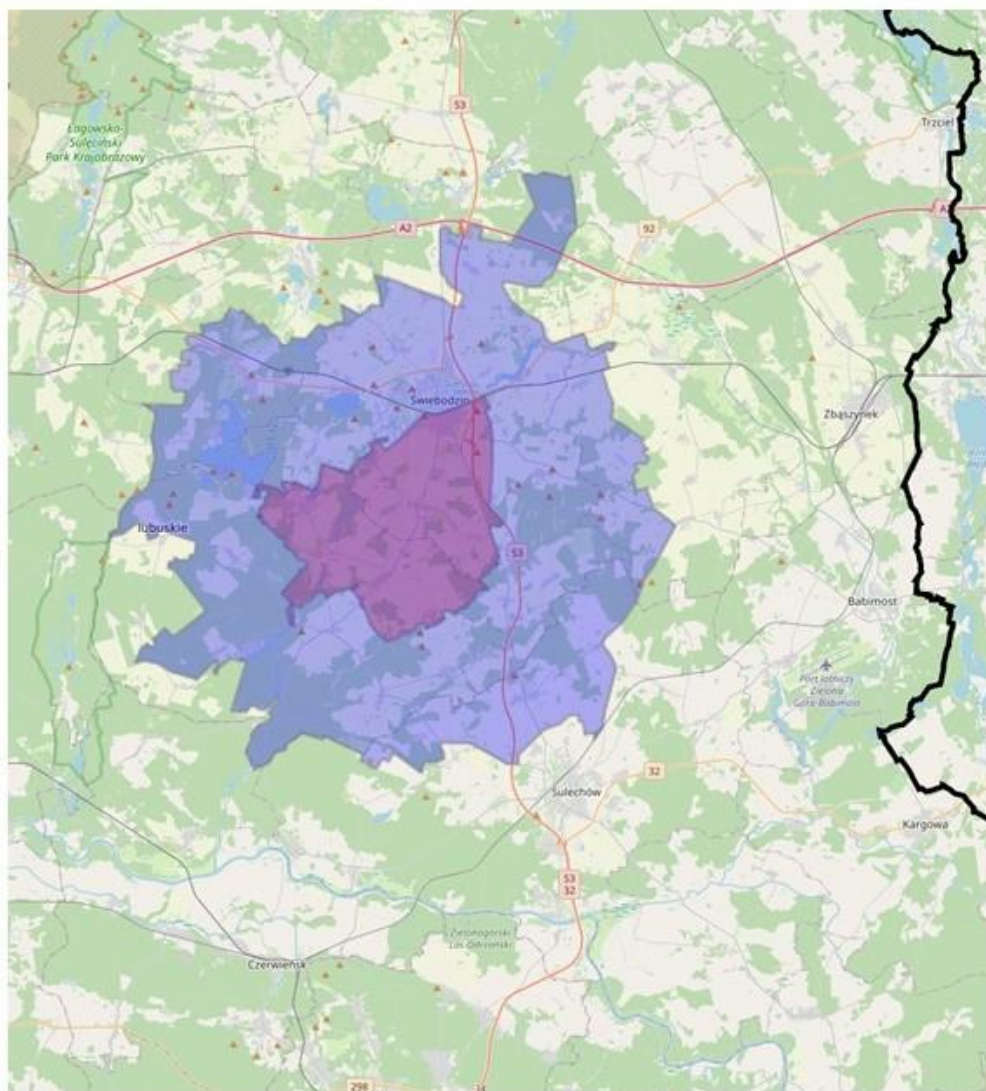 S3
Trzciel
Łagowsko-
Sulęciński
Park Krajobrazowy
A2
92
Świebodzin
Zbąszynek
lubuskie
S3
Babimost
Port lotniczy
Zielona
Góra-Babimost
32
Sulechów
Kargowa
S3
32
Zielonogórski
Las Odrzański
Czerwieńsk
298